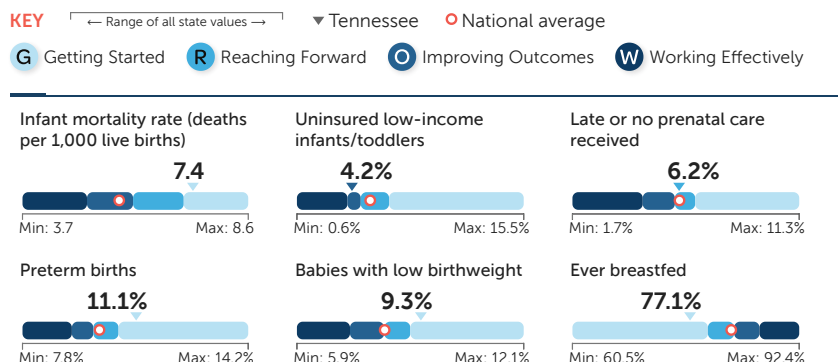 KEY ← Range of all state values → Tennessee National average
G Getting Started R Reaching Forward O Improving Outcomes W Working Effectively
Infant mortality rate (deaths
per 1,000 live births)
7.4
Min: 3.7 Max: 8.6
Uninsured low-income
infants/toddlers
4.2%
Min: 0.6% Max: 15.5%
Late or no prenatal care
received
6.2%
Min: 1.7% Max: 11.3%
Preterm births
11.1%
Min: 7.8% Max: 14.2%
Babies with low birthweight
9.3%
Min: 5.9% Max: 12.1%
Ever breastfed
77.1%
Min: 60.5% Max: 92.4%